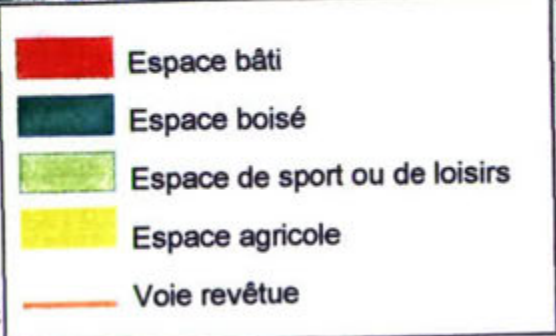 Espace bâti
Espace boisé
Espace de sport ou de loisirs
Espace agricole
Voie revêtue